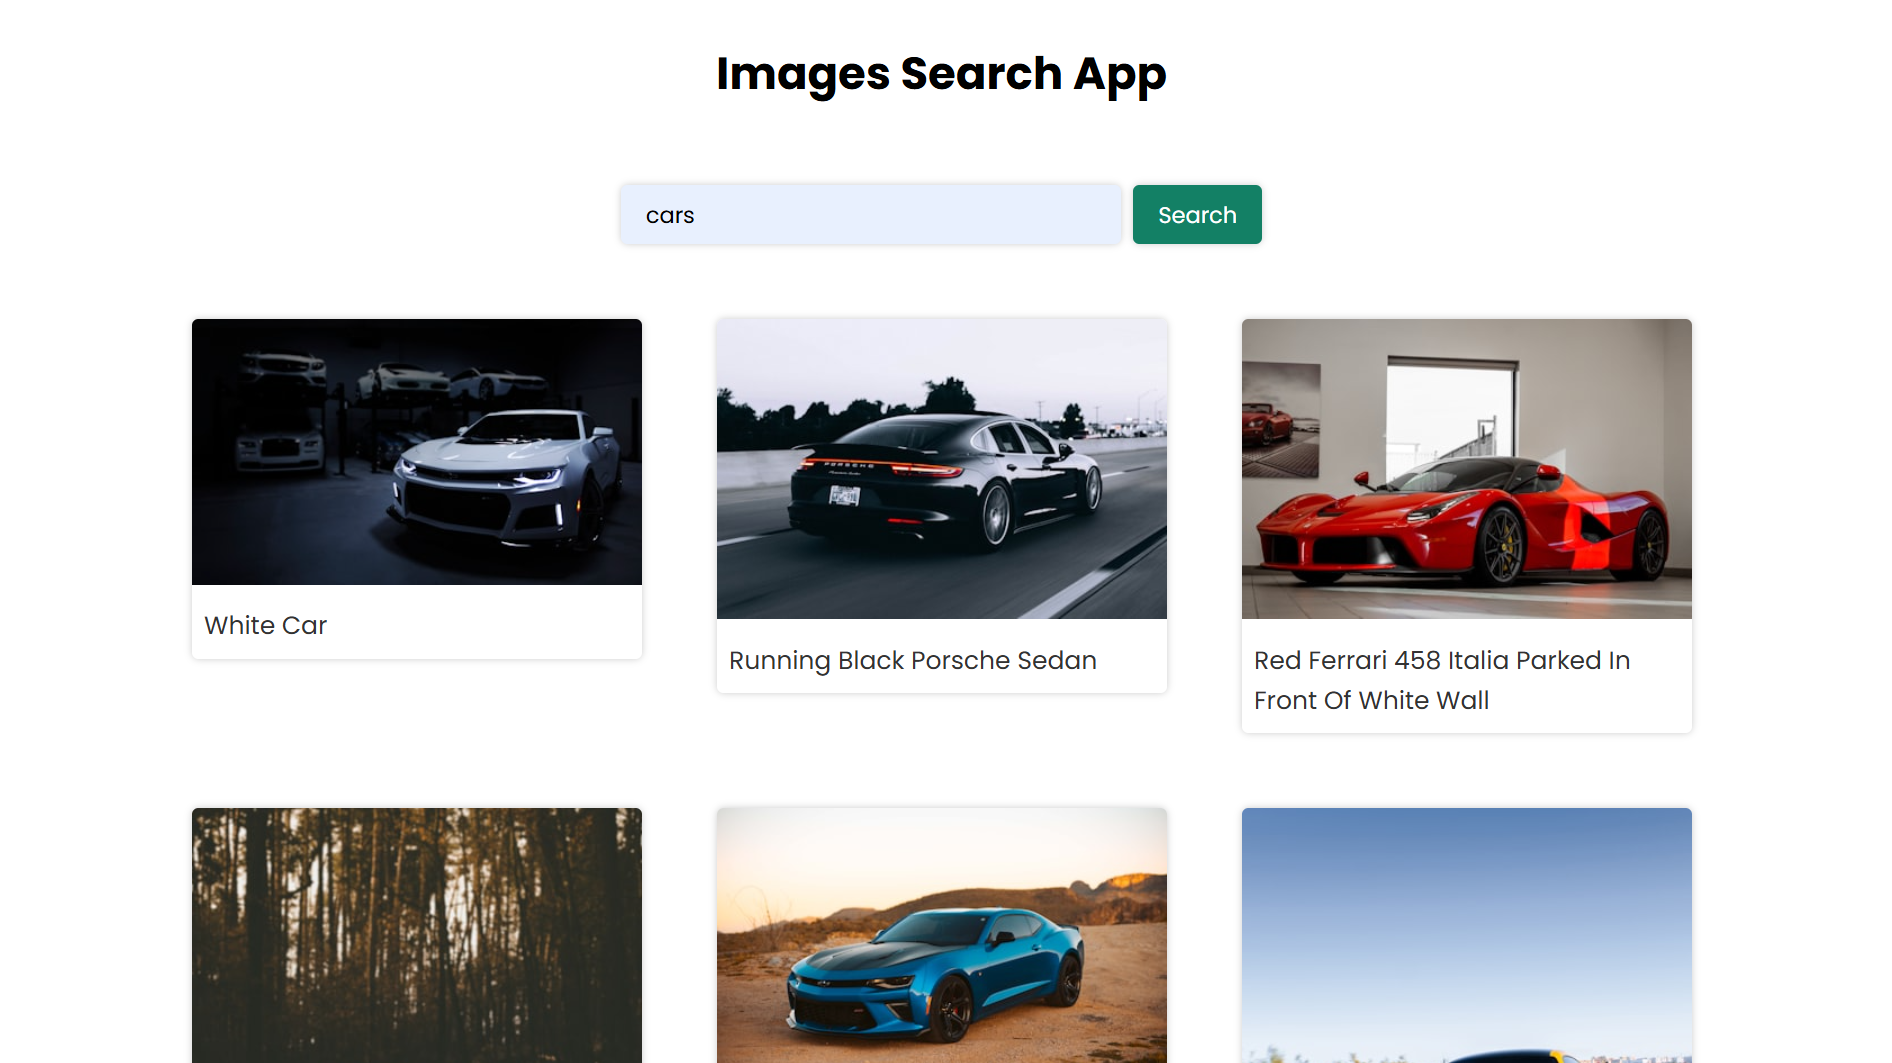 Images Search App
cars
Search
PORSCHE
White Car
Running Black Porsche Sedan
Red Ferrari 458 Italia Parked In
Front Of White Wall